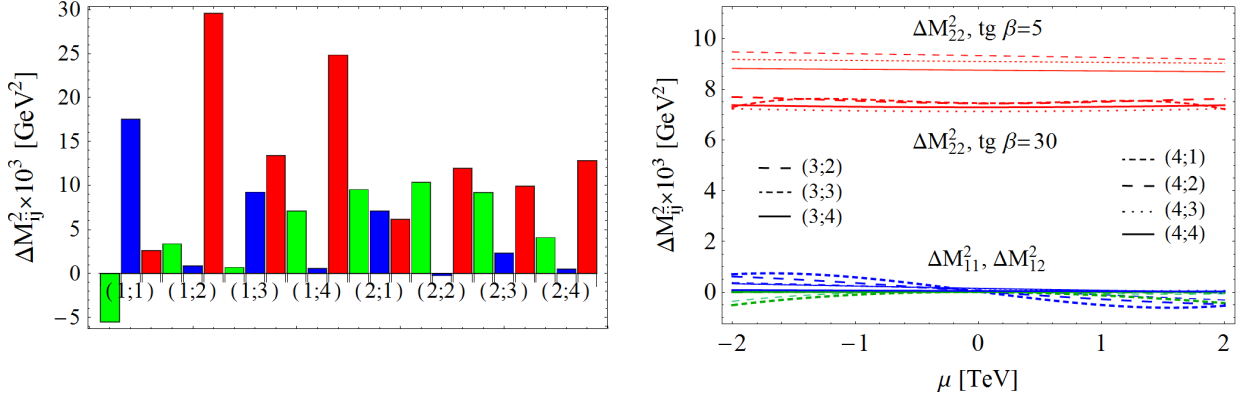 ΔM²ij×10³ [GeV²]
30
25
20
15
10
5
0
−5
(1;1) (1;2) (1;3) (1;4) (2;1) (2;2) (2;3) (2;4)
ΔM²ij×10³ [GeV²]
10
8
6
4
2
0
ΔM²22, tg β=5
ΔM²22, tg β=30
(3;2)
(3;3)
(3;4)
(4;1)
(4;2)
(4;3)
(4;4)
ΔM²11, ΔM²12
−2 −1 0 1 2
μ [TeV]